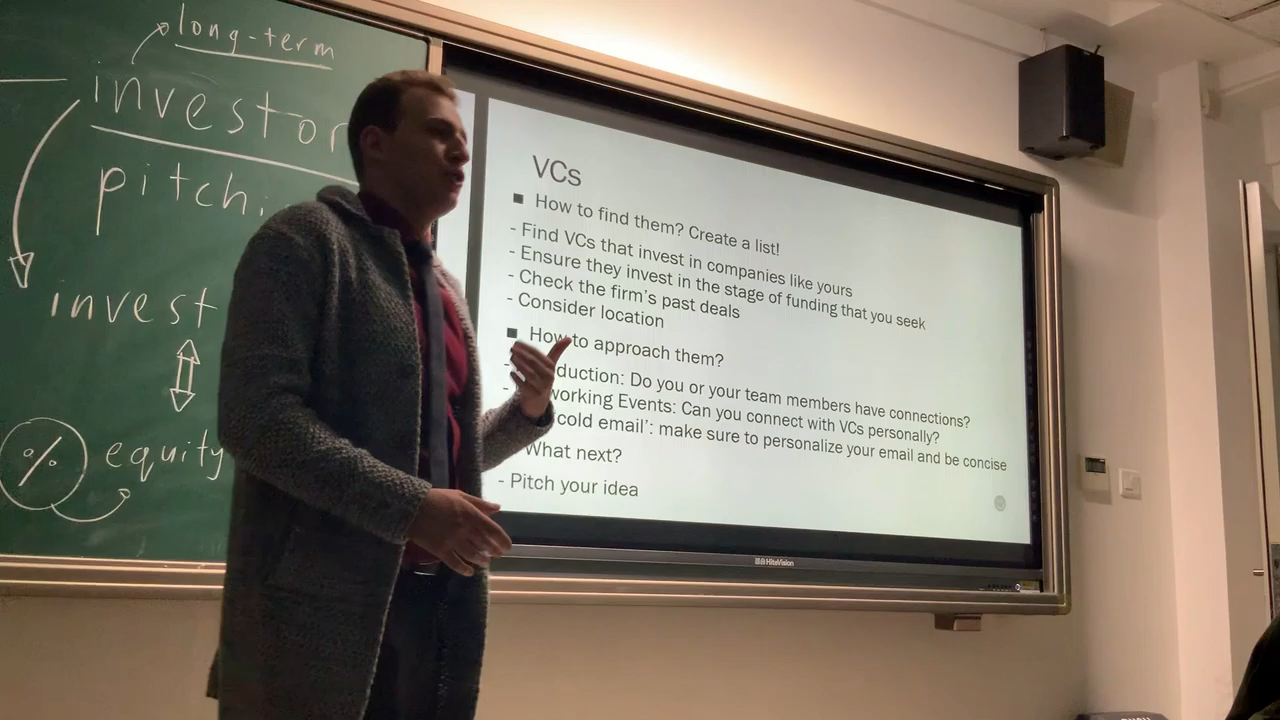 long-term
investor
invest
% equity
VCs
■ How to find them? Create a list!
- Find VCs that invest in companies like yours
- Ensure they invest in the stage of funding that you seek
- Check the firm's past deals
- Consider location
■ How to approach them?
- duction: Do you or your team members have connections?
- working Events: Can you connect with VCs personally?
cold email': make sure to personalize your email and be concise
What next?
- Pitch your idea
HiteVision